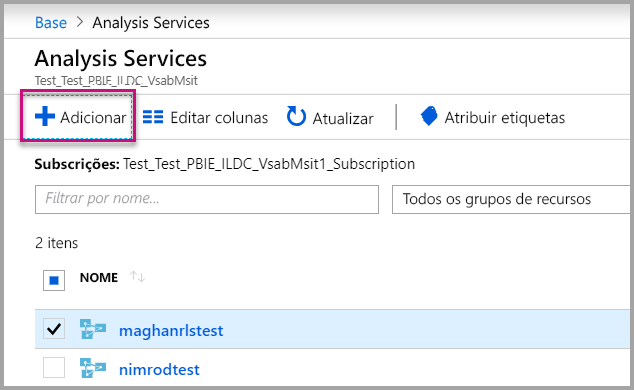 Base > Analysis Services
Analysis Services
Test_Test_PBIE_ILDC_VsabMsit
Adicionar Editar colunas Atualizar Atribuir etiquetas
Subscrições: Test_Test_PBIE_ILDC_VsabMsit1_Subscription
Filtrar por nome... Todos os grupos de recursos
2 itens
NOME
maghanrlstest
nimrodtest